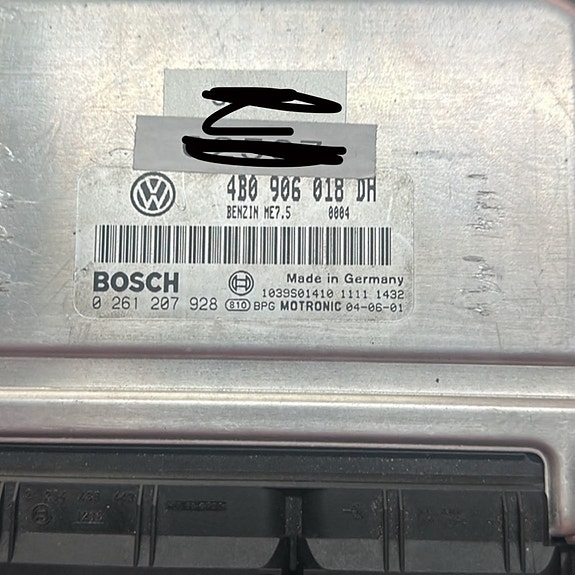 4B0 906 018 DH
BENZIN ME7.5 0004
BOSCH
Made in Germany
1039S01410 1111 1432
0 261 207 928 810 BPG MOTRONIC 04-06-01